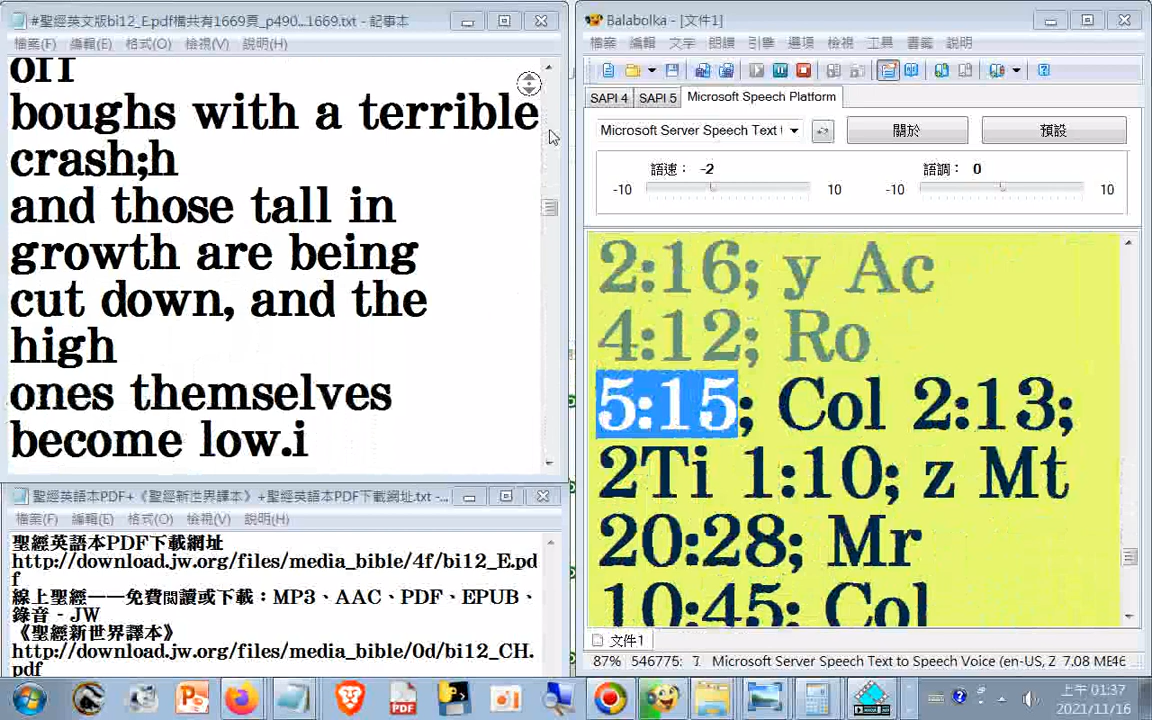 #聖經英文版bi12_E.pdf橫共有1669頁_p490...1669.txt - 記事本
檔案(F) 編輯(E) 格式(O) 檢視(V) 說明(H)
off
boughs with a terrible
crash;h
and those tall in
growth are being
cut down, and the
high
ones themselves
become low.i
聖經英語本PDF+《聖經新世界譯本》+聖經英語本PDF下載網址.txt -...
檔案(F) 編輯(E) 格式(O) 檢視(V) 說明(H)
聖經英語本PDF下載網址
http://download.jw.org/files/media_bible/4f/bi12_E.pd
f
線上聖經——免費閱讀或下載：MP3、AAC、PDF、EPUB、
錄音 - JW
《聖經新世界譯本》
http://download.jw.org/files/media_bible/0d/bi12_CH.
pdf
Balabolka - [文件1]
檔案 編輯 文字 朗讀 引擎 選項 檢視 工具 書籤 說明
SAPI 4 SAPI 5 Microsoft Speech Platform
Microsoft Server Speech Text 關於 預設
語速： -2 語調： 0
-10 10 -10 10
2:16; y Ac
4:12; Ro
5:15; Col 2:13;
2Ti 1:10; z Mt
20:28; Mr
10:45; Col
文件1
87% 546775: 7 Microsoft Server Speech Text to Speech Voice (en-US, Z 7.08 ME46
PDF
上午 01:37
2021/11/16